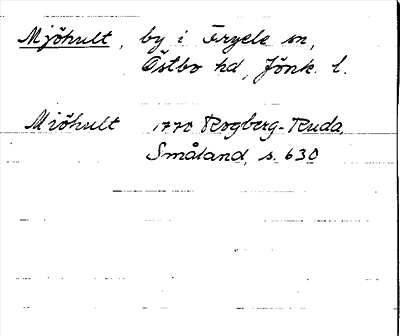 Mjöhult, by i Fryele sn,
Östbo hd, Jönk. l.
Miöhult 1770 Rogberg-Ruda,
Småland, s. 630